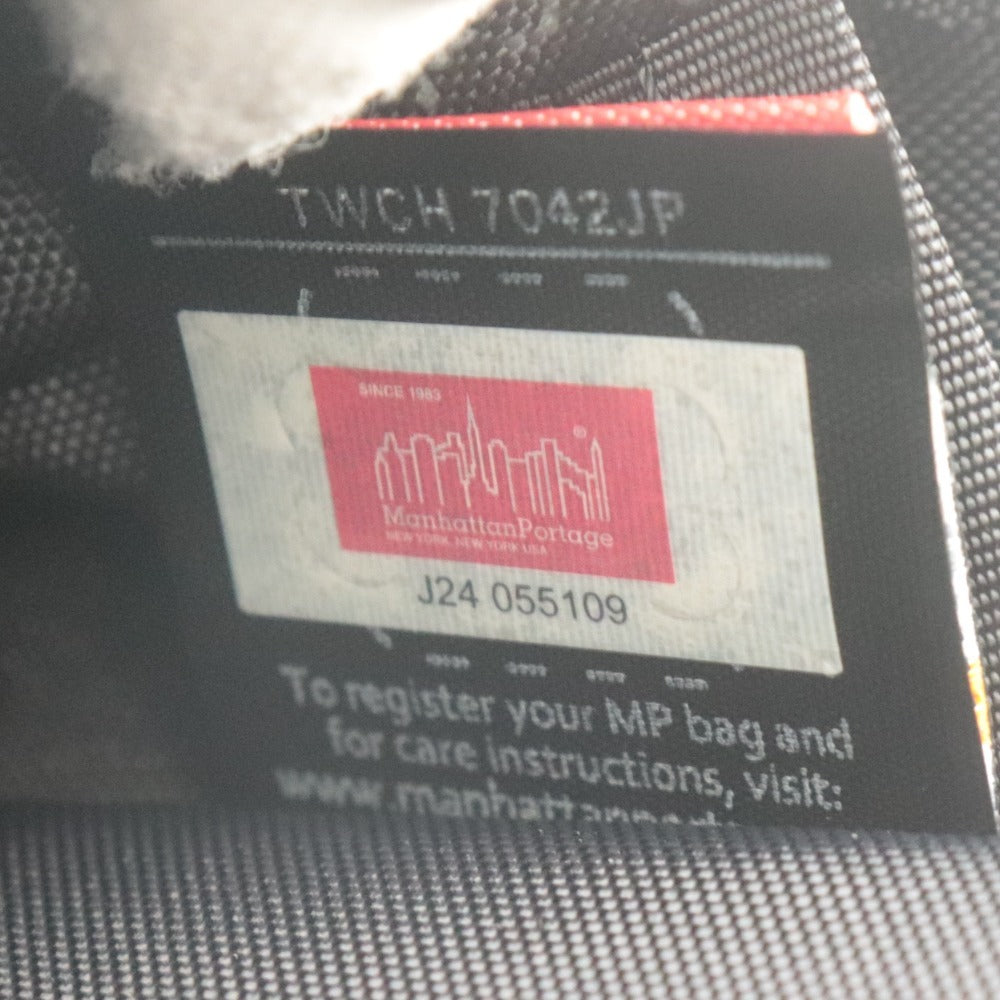 TWCH 7042JP
SINCE 1983
®
ManhattanPortage
NEW YORK, NEW YORK USA
J24 055109
To register your MP bag and
for care instructions, visit: